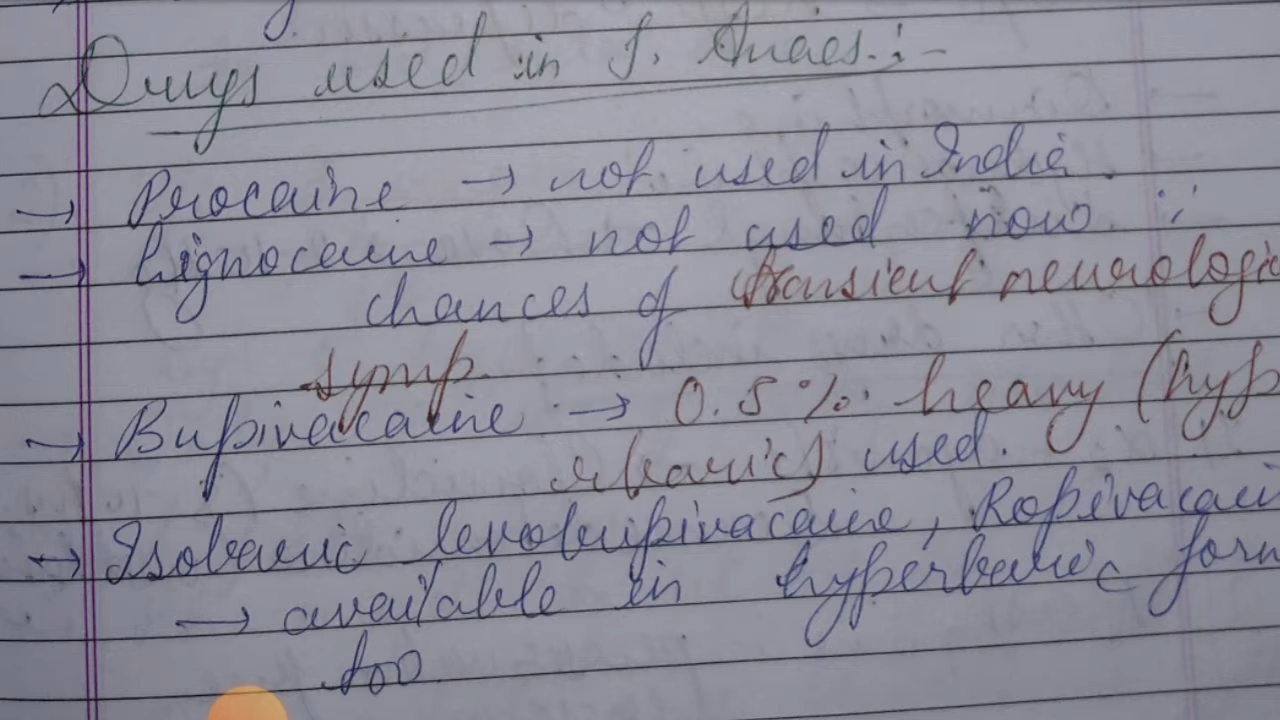 Drugs used in S. Anaes.:-
→ Procaine → not used in India.
→ Lignocaine → not used now ∵
chances of transient neurologic
symp.
→ Bupivacaine → 0.5% heavy (hyp
erbaric) used.
→ Isobaric levobupivacaine, Ropivacai
→ available in hyperbaric form
too